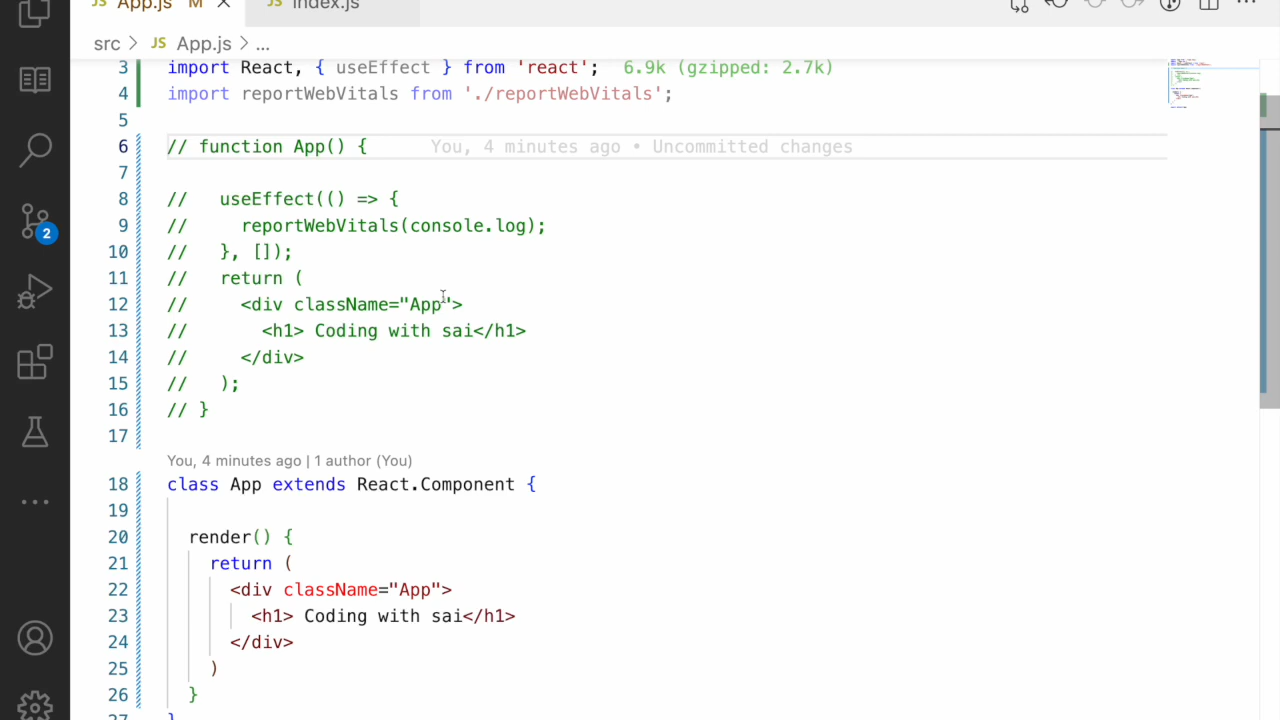 JS App.js M
JS index.js
src > JS App.js > ...
3 import React, { useEffect } from 'react'; 6.9k (gzipped: 2.7k)
4 import reportWebVitals from './reportWebVitals';
5
6 // function App() { You, 4 minutes ago • Uncommitted changes
7
8 // useEffect(() => {
9 // reportWebVitals(console.log);
10 // }, []);
11 // return (
12 // <div className="App">
13 // <h1> Coding with sai</h1>
14 // </div>
15 // );
16 // }
17
You, 4 minutes ago | 1 author (You)
18 class App extends React.Component {
19
20 render() {
21 return (
22 <div className="App">
23 <h1> Coding with sai</h1>
24 </div>
25 )
26 }
27 }
2